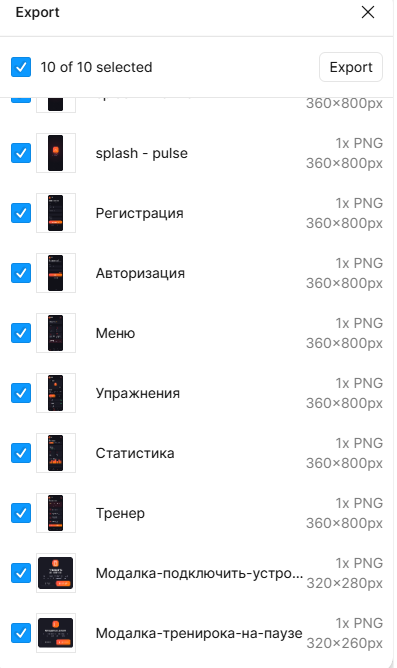 Export
10 of 10 selected
Export
360×800px
splash - pulse
1x PNG
360×800px
Регистрация
1x PNG
360×800px
Авторизация
1x PNG
360×800px
Меню
1x PNG
360×800px
Упражнения
1x PNG
360×800px
Статистика
1x PNG
360×800px
Тренер
1x PNG
360×800px
Модалка-подключить-устро...
1x PNG
320×280px
Модалка-тренирока-на-паузе
1x PNG
320×260px